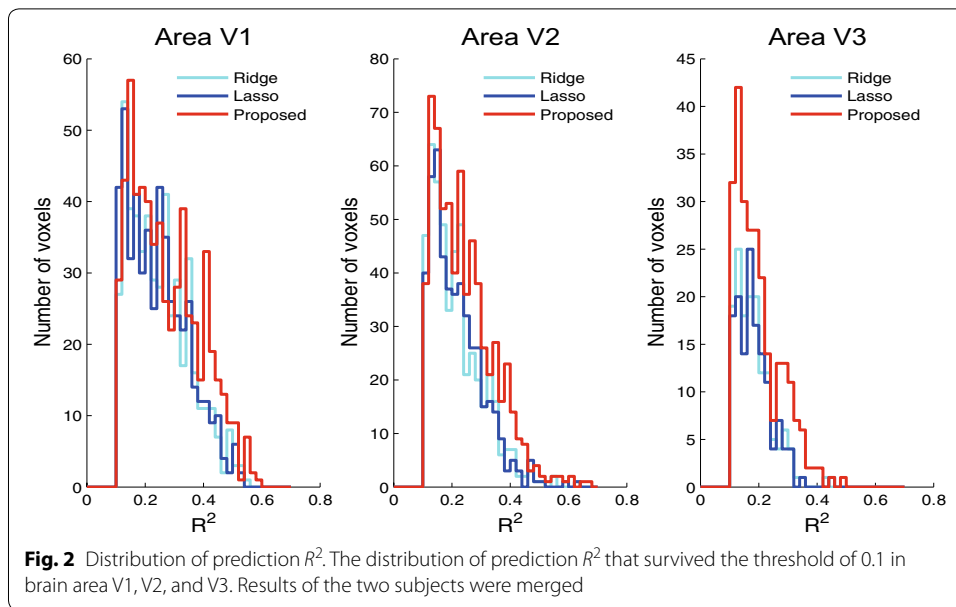 Area V1
Area V2
Area V3
60
50
40
30
20
10
0
Number of voxels
Ridge
Lasso
Proposed
0
0.2
0.4
0.6
0.8
R²
80
70
60
50
40
30
20
10
0
Number of voxels
Ridge
Lasso
Proposed
0
0.2
0.4
0.6
0.8
R²
45
40
35
30
25
20
15
10
5
0
Number of voxels
Ridge
Lasso
Proposed
0
0.2
0.4
0.6
0.8
R²
Fig. 2 Distribution of prediction R². The distribution of prediction R² that survived the threshold of 0.1 in
brain area V1, V2, and V3. Results of the two subjects were merged